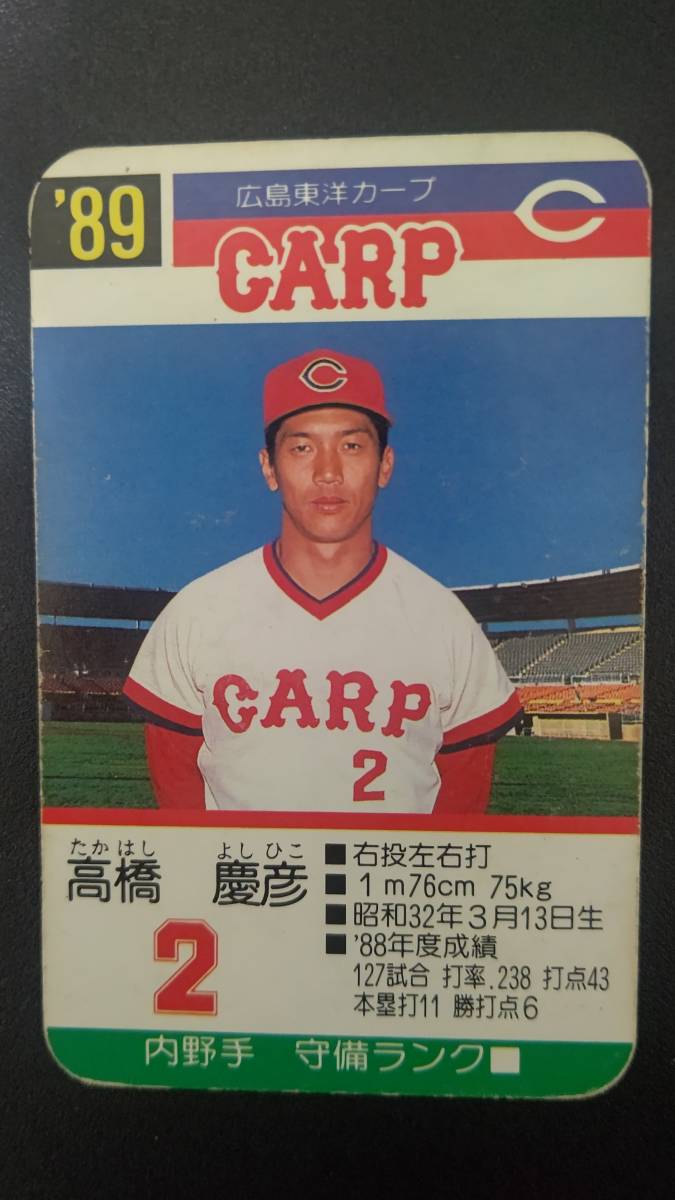 '89
広島東洋カープ
C
CARP
C
CARP
2
たかはし よしひこ
高橋 慶彦
2
■右投左右打
■1m76cm 75kg
■昭和32年3月13日生
■'88年度成績
127試合 打率.238 打点43
本塁打11 勝打点6
内野手 守備ランク■